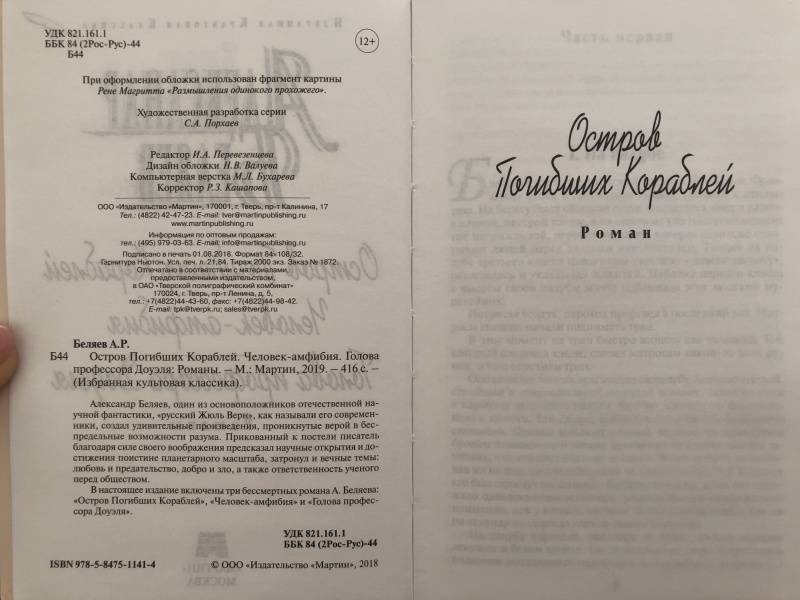 УДК 821.161.1
ББК 84 (2Рос-Рус)-44
Б44
12+
При оформлении обложки использован фрагмент картины
Рене Магритта «Размышления одинокого прохожего».
Художественная разработка серии
С.А. Порхаев
Редактор И.А. Перевезенцева
Дизайн обложки Н.В. Валуева
Компьютерная верстка М.Л. Бухарева
Корректор Р.З. Кашапова
ООО «Издательство «Мартин», 170001, г. Тверь, пр-т Калинина, 17
Тел.: (4822) 42-47-23. E-mail: tver@martinpublishing.ru
www.martinpublishing.ru
Информация по оптовым продажам:
тел.: (495) 979-03-63. E-mail: info@martinpublishing.ru
Подписано в печать 01.08.2018. Формат 84×108/32.
Гарнитура Ньютон. Усл. печ. л. 21,84. Тираж 2000 экз. Заказ № 1872.
Отпечатано в соответствии с материалами,
предоставленными издательством,
в ОАО «Тверской полиграфический комбинат»
170024, г. Тверь, пр-т Ленина, д. 5,
тел.: +7(4822)44-43-60, факс: +7(4822)44-98-42.
E-mail: tpk@tverpk.ru; sales@tverpk.ru
Беляев А.Р.
Б44 Остров Погибших Кораблей. Человек-амфибия. Голова
профессора Доуэля: Романы. – М.: Мартин, 2019. – 416 с. –
(Избранная культовая классика).
Александр Беляев, один из основоположников отечественной на-
учной фантастики, «русский Жюль Верн», как называли его современ-
ники, создал удивительные произведения, проникнутые верой в бес-
предельные возможности разума. Прикованный к постели писатель
благодаря силе своего воображения предсказал научные открытия и до-
стижения поистине планетарного масштаба, затронул и вечные темы:
любовь и предательство, добро и зло, а также ответственность ученого
перед обществом.
В настоящее издание включены три бессмертных романа А. Беляева:
«Остров Погибших Кораблей», «Человек-амфибия» и «Голова профес-
сора Доуэля».
УДК 821.161.1
ББК 84 (2Рос-Рус)-44
ISBN 978-5-8475-1141-4
© ООО «Издательство «Мартин», 2018
Остров
Погибших Кораблей
Роман
Часть первая